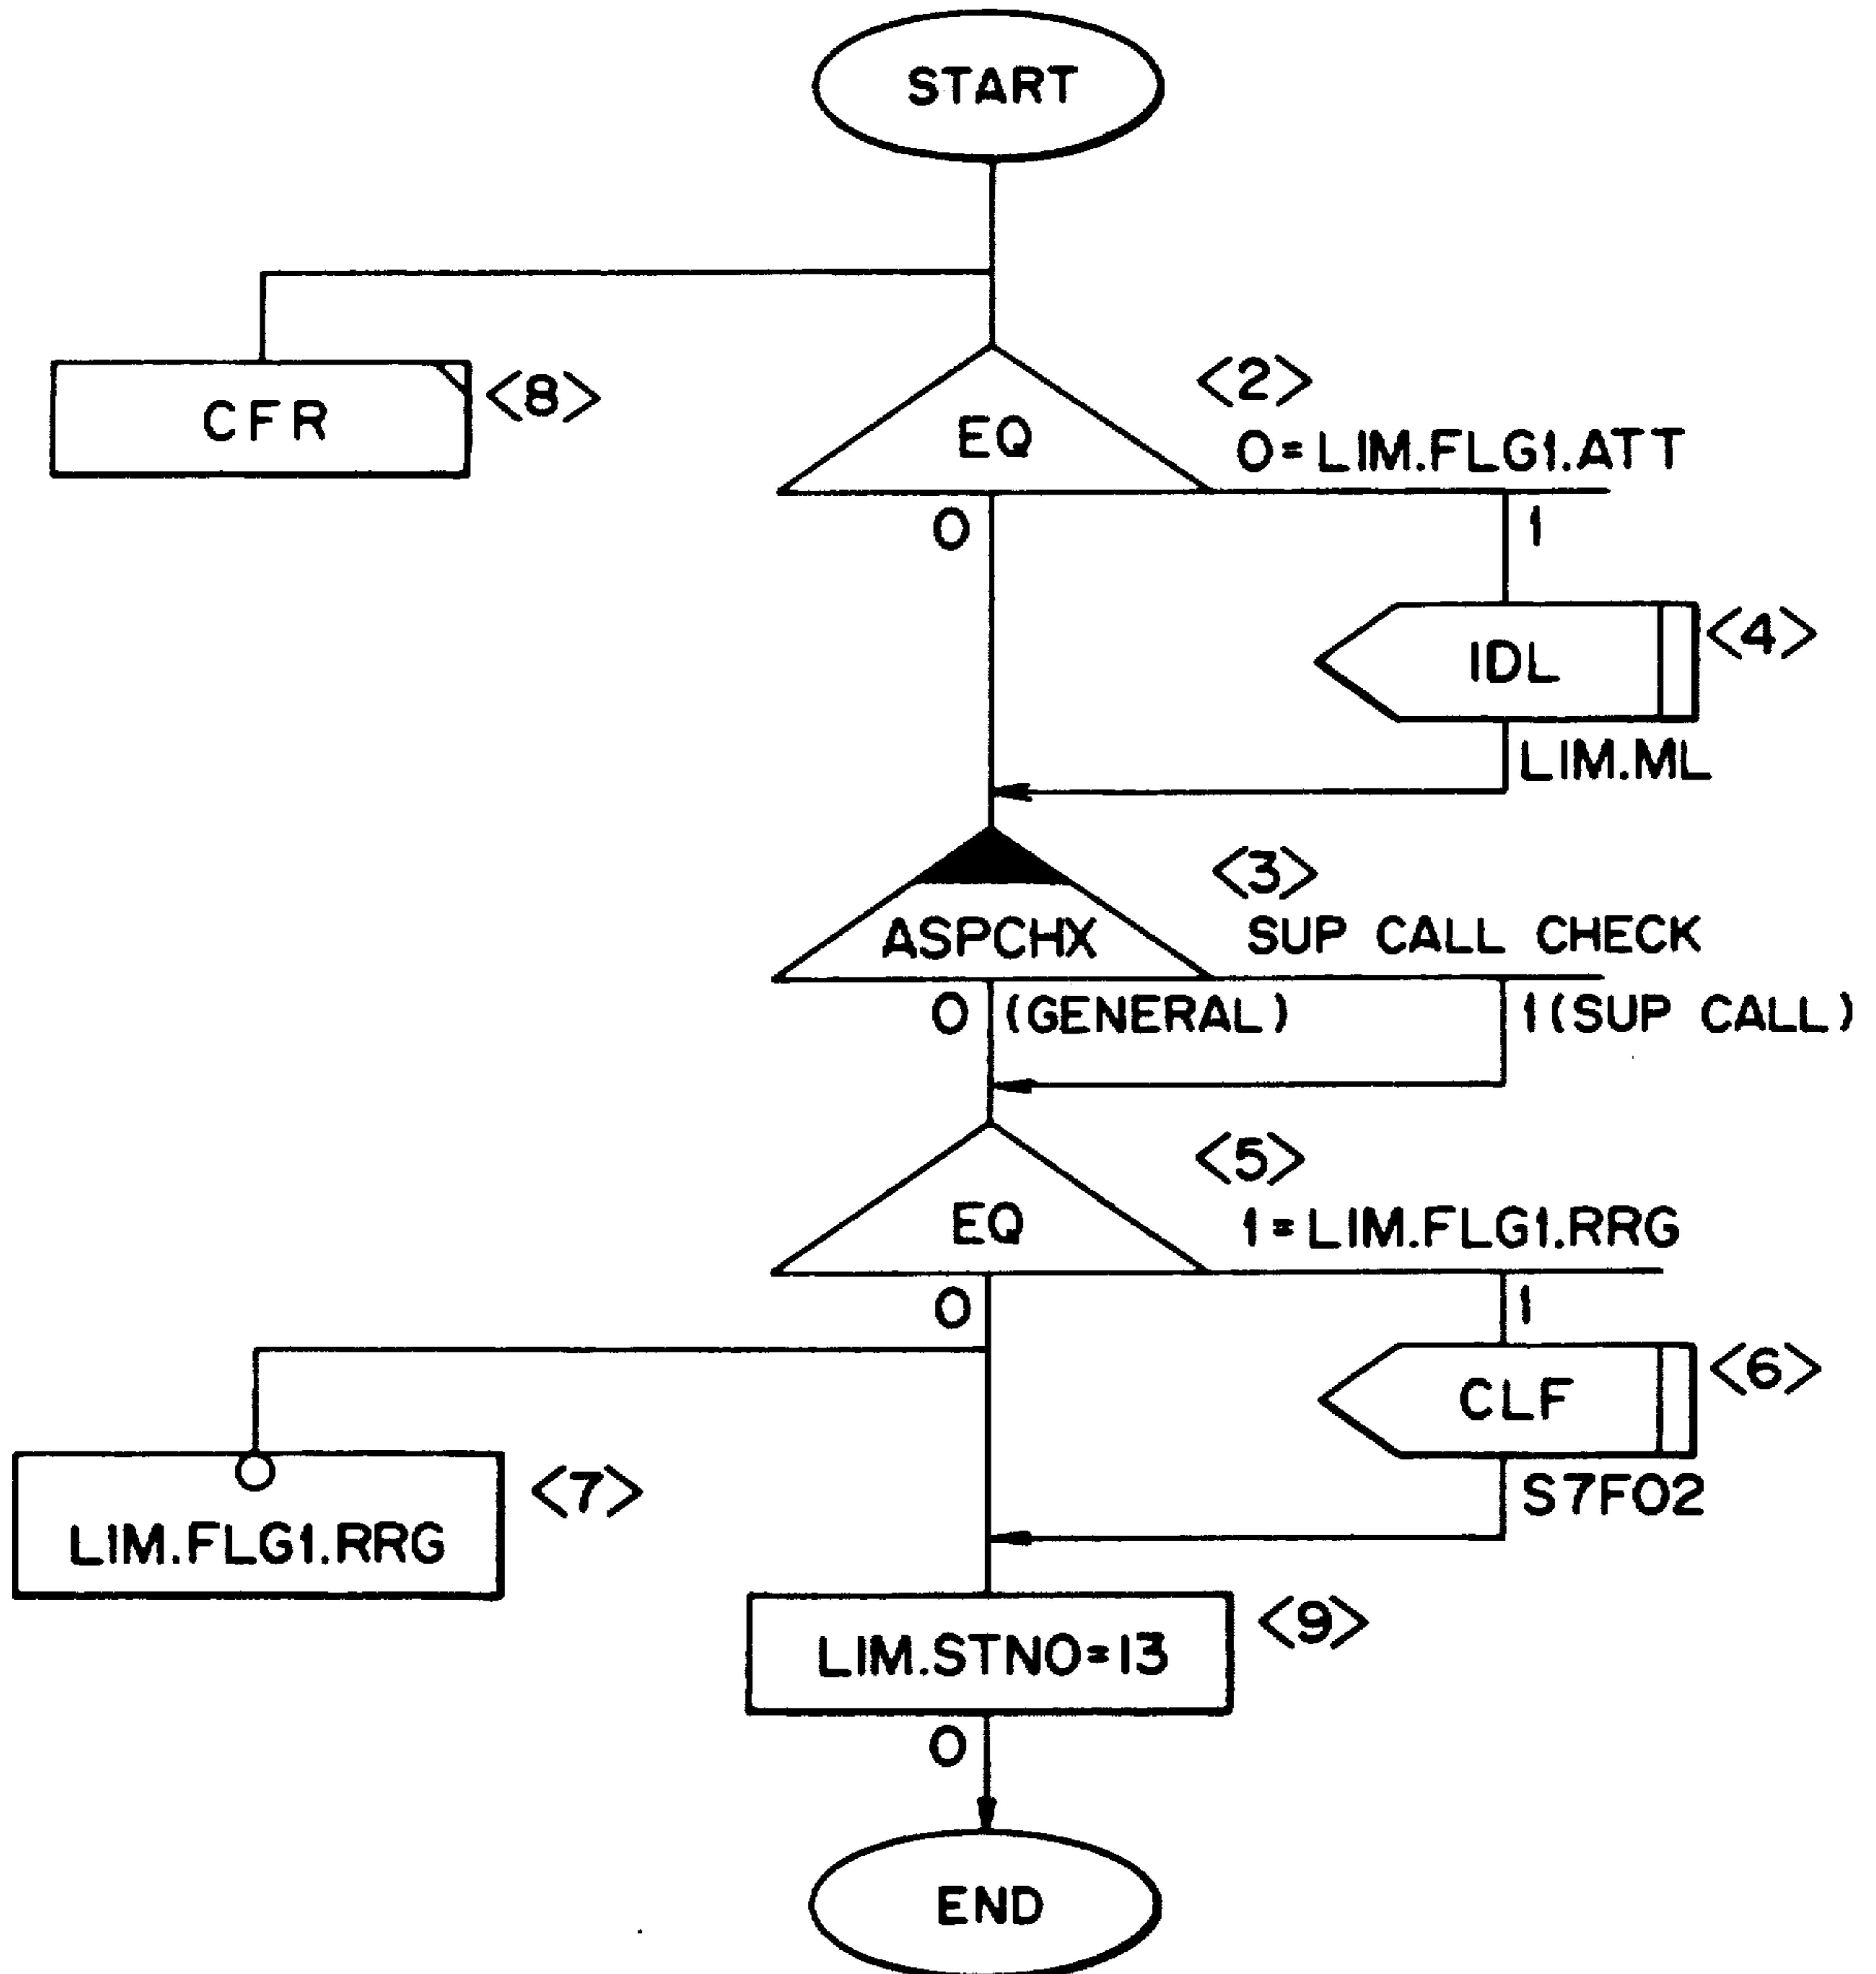 START
<2>
CFR
<8>
EQ
0=LIM.FLG1.ATT
0
1
IDL
<4>
LIM.ML
<3>
ASPCHX
SUP CALL CHECK
0 (GENERAL)
1(SUP CALL)
<5>
EQ
1=LIM.FLG1.RRG
0
1
CLF
<6>
S7F02
<7>
LIM.FLG1.RRG
LIM.STNO=13
<9>
0
END